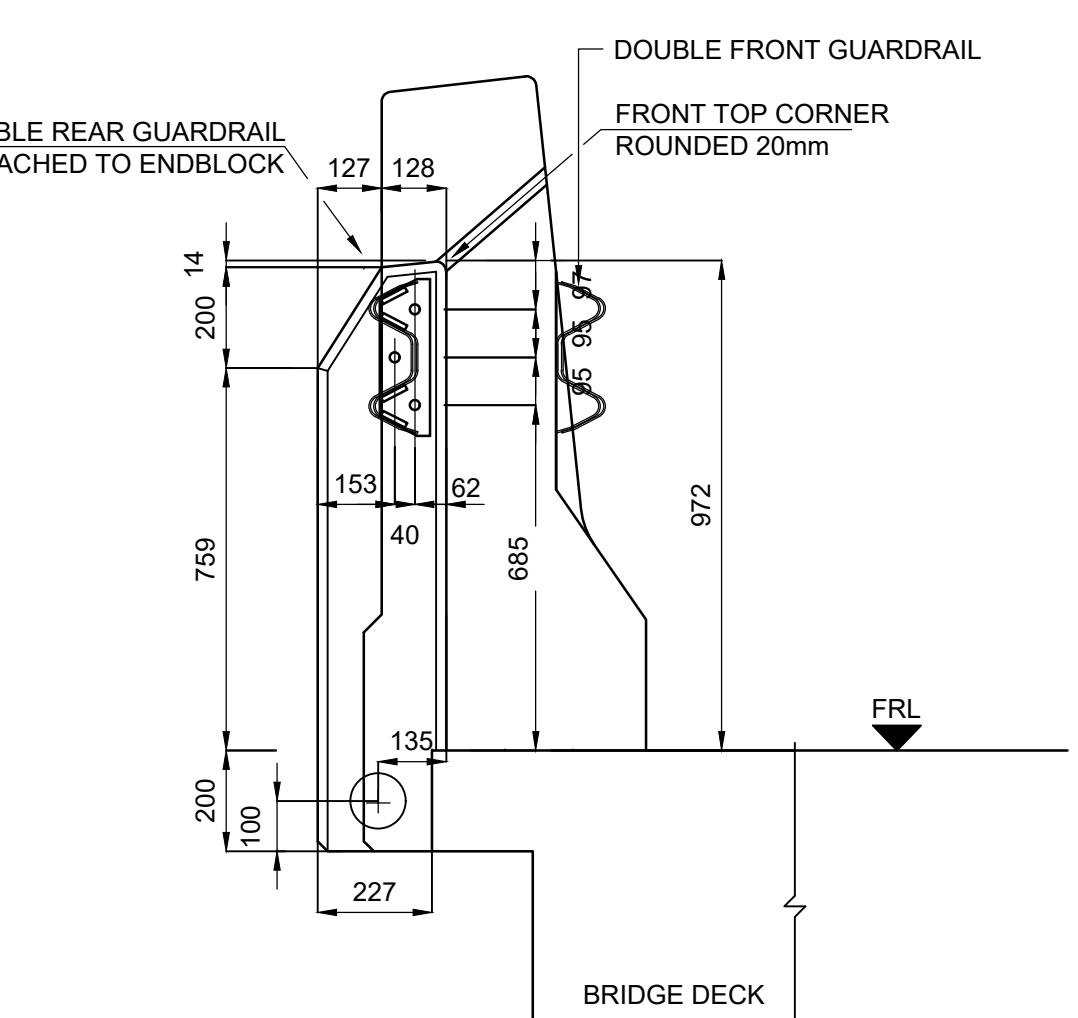 DOUBLE FRONT GUARDRAIL
FRONT TOP CORNER
ROUNDED 20mm
BLE REAR GUARDRAIL
ACHED TO ENDBLOCK
127
128
14
200
97
95
95
153
62
40
759
685
972
FRL
135
200
100
227
BRIDGE DECK